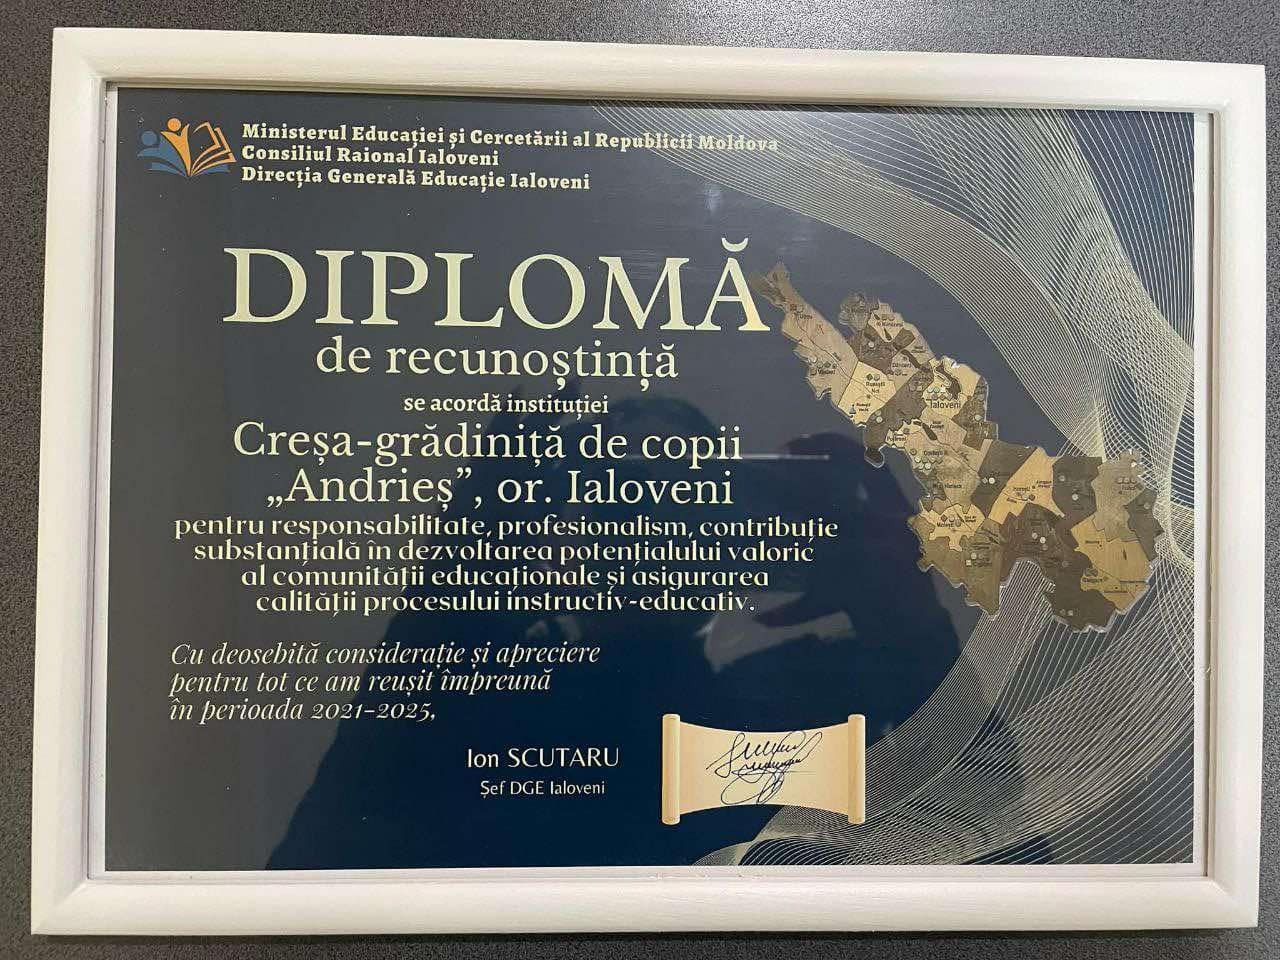 Ministerul Educației și Cercetării al Republicii Moldova
Consiliul Raional Ialoveni
Direcția Generală Educație Ialoveni
DIPLOMĂ
de recunoștință
se acordă instituției
Creșa-grădiniță de copii
„Andrieș”, or. Ialoveni
pentru responsabilitate, profesionalism, contribuție
substanțială în dezvoltarea potențialului valoric
al comunității educaționale și asigurarea
calității procesului instructiv-educativ.
Cu deosebită considerație și apreciere
pentru tot ce am reușit împreună
în perioada 2021-2025,
Ion SCUTARU
Șef DGE Ialoveni
Ialoveni